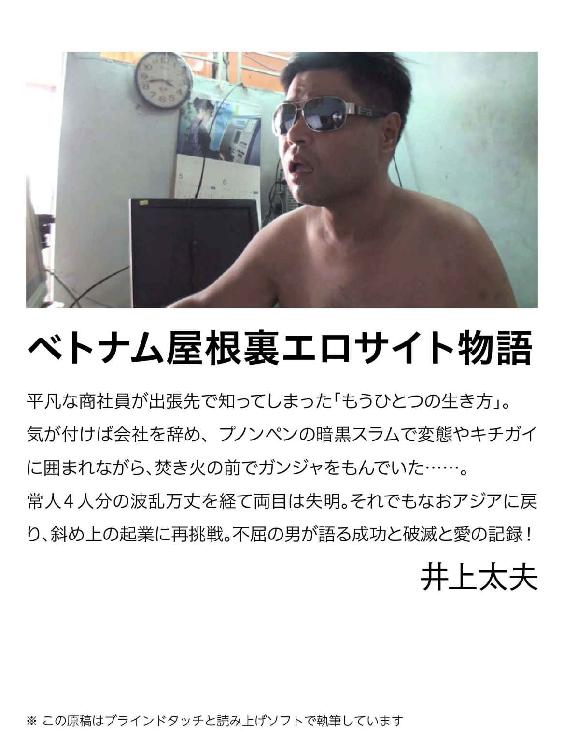 ベトナム屋根裏エロサイト物語
平凡な商社員が出張先で知ってしまった「もうひとつの生き方」。
気が付けば会社を辞め、プノンペンの暗黒スラムで変態やキチガイ
に囲まれながら、焚き火の前でガンジャをもんでいた……。
常人4人分の波乱万丈を経て両目は失明。それでもなおアジアに戻
り、斜め上の起業に再挑戦。不屈の男が語る成功と破滅と愛の記録！
井上太夫
※ この原稿はブラインドタッチと読み上げソフトで執筆しています